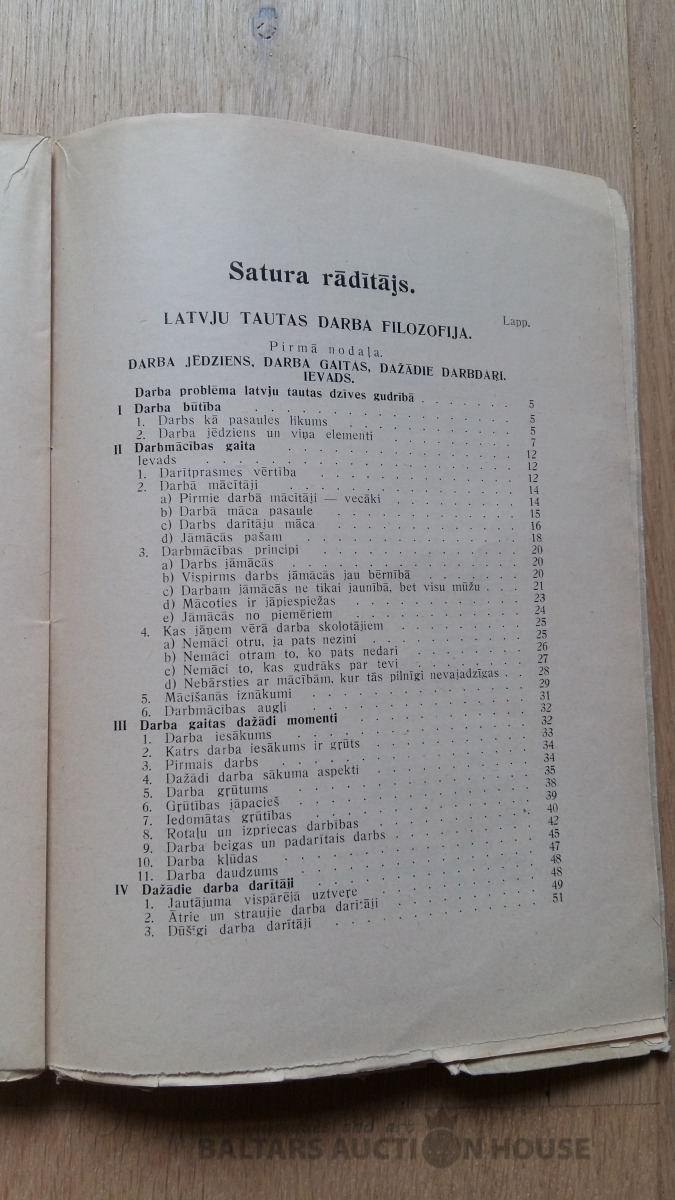 Satura rādītājs.
LATVJU TAUTAS DARBA FILOZOFIJA. Lapp.
Pirmā nodaļa.
DARBA JĒDZIENS, DARBA GAITAS, DAŽĀDIE DARBDARI.
IEVADS.
Darba problēma latvju tautas dzīves gudrībā . . . . . . . 5
I Darba būtība . . . . . . . 5
1. Darbs kā pasaules likums . . . . . . . 5
2. Darba jēdziens un viņa elementi . . . . . . . 7
II Darbmācības gaita . . . . . . . 12
Ievads . . . . . . . 12
1. Darītprasmes vērtība . . . . . . . 12
2. Darbā mācītāji . . . . . . . 14
a) Pirmie darbā mācītāji — vecāki . . . . . . . 14
b) Darbā māca pasaule . . . . . . . 15
c) Darbs darītāju māca . . . . . . . 16
d) Jāmācās pašam . . . . . . . 18
3. Darbmācības principi . . . . . . . 20
a) Darbs jāmācās . . . . . . . 20
b) Vispirms darbs jāmācās jau bērnībā . . . . . . . 20
c) Darbam jāmācās ne tikai jaunībā, bet visu mūžu . . . 21
d) Mācoties ir jāpiespiežas . . . . . . . 23
e) Jāmācās no piemēriem . . . . . . . 24
4. Kas jāņem vērā darba skolotājiem . . . . . . . 25
a) Nemāci otru, ja pats nezini . . . . . . . 25
b) Nemāci otram to, ko pats nedari . . . . . . . 26
c) Nemāci to, kas gudrāks par tevi . . . . . . . 27
d) Nebārsties ar mācībām, kur tās pilnīgi nevajadzīgas . . 28
5. Mācīšanās iznākumi . . . . . . . 29
6. Darbmācības augļi . . . . . . . 31
III Darba gaitas dažādi momenti . . . . . . . 32
1. Darba iesākums . . . . . . . 32
2. Katrs darba iesākums ir grūts . . . . . . . 33
3. Pirmais darbs . . . . . . . 34
4. Dažādi darba sākuma aspekti . . . . . . . 34
5. Darba grūtums . . . . . . . 35
6. Grūtības jāpacieš . . . . . . . 38
7. Iedomātas grūtības . . . . . . . 39
8. Rotaļu un izpriecas darbības . . . . . . . 40
9. Darba beigas un padarītais darbs . . . . . . . 42
10. Darba kļūdas . . . . . . . 45
11. Darba daudzums . . . . . . . 47
IV Dažādie darba darītāji . . . . . . . 48
1. Jautājuma vispārējā uztvere . . . . . . . 48
2. Ātrie un straujie darba darītāji . . . . . . . 49
3. Dūšīgi darba darītāji . . . . . . . 51
and art
BALTARS AUCTION HOUSE